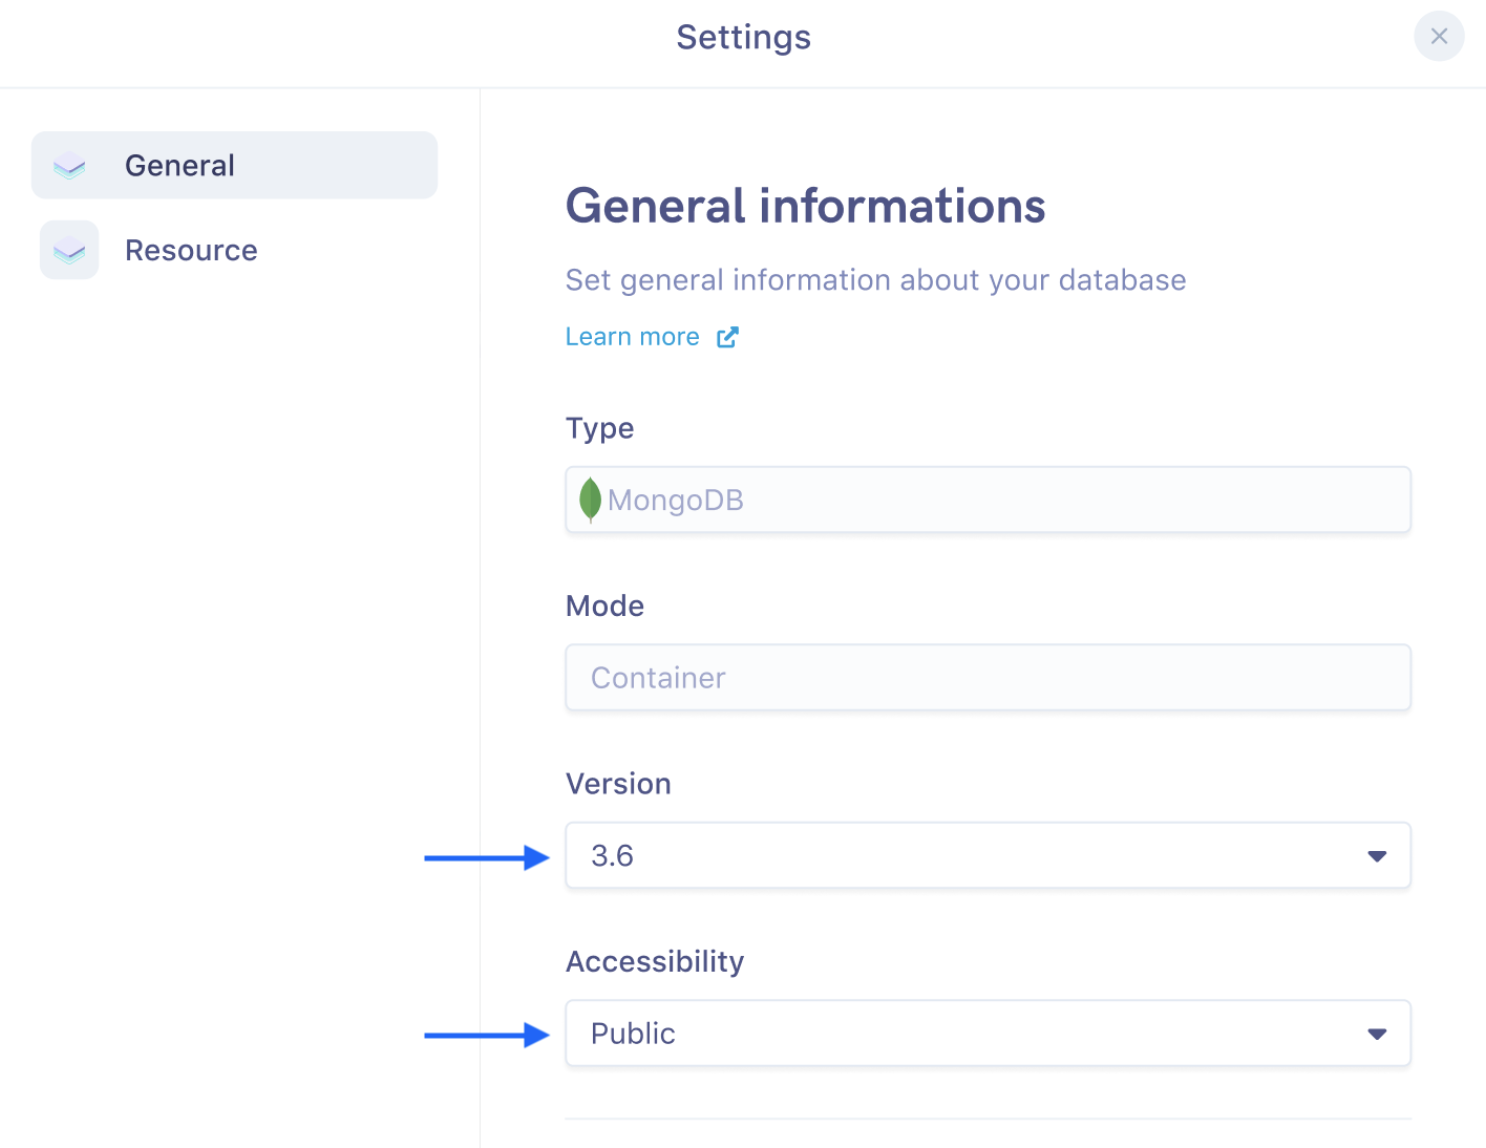 Settings
General
Resource
General informations
Set general information about your database
Learn more
Type
MongoDB
Mode
Container
Version
3.6
Accessibility
Public